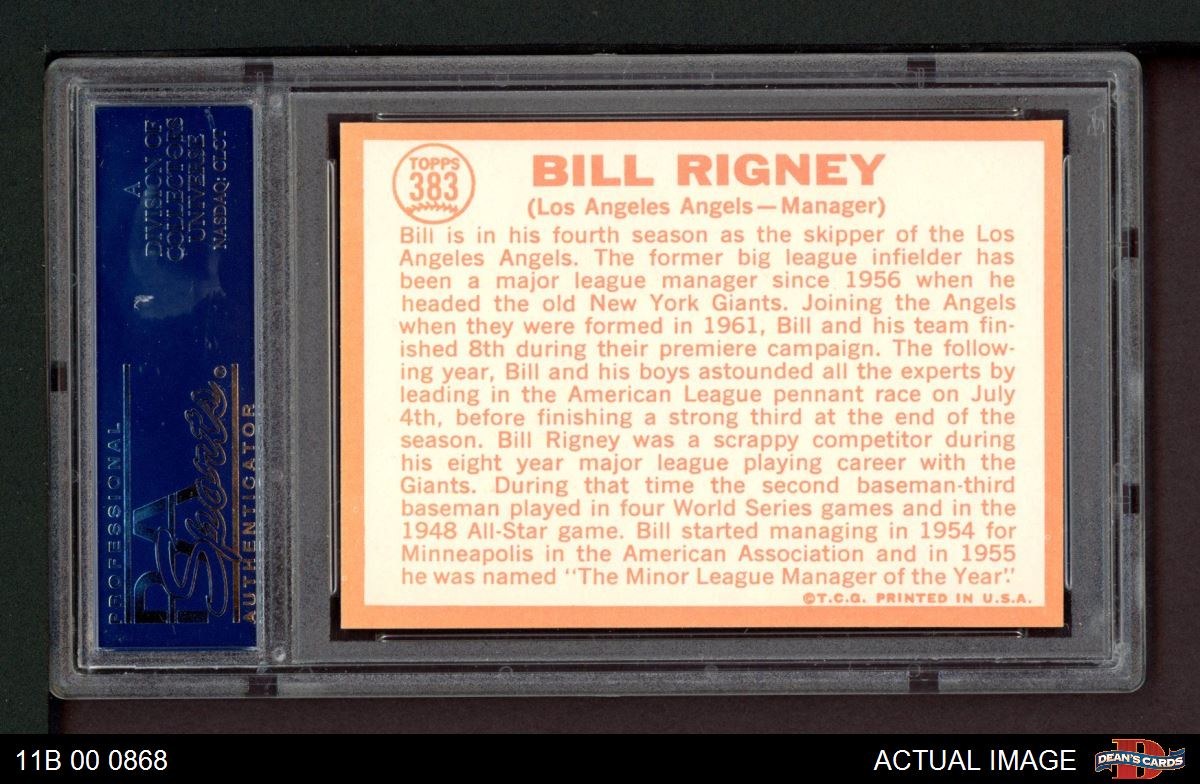 A
DIVISION OF
COLLECTORS
UNIVERSE
NASDAQ: CLCT
PROFESSIONAL
PSA
Sports®
AUTHENTICATOR
TOPPS
383
BILL RIGNEY
(Los Angeles Angels—Manager)
Bill is in his fourth season as the skipper of the Los
Angeles Angels. The former big league infielder has
been a major league manager since 1956 when he
headed the old New York Giants. Joining the Angels
when they were formed in 1961, Bill and his team fin-
ished 8th during their premiere campaign. The follow-
ing year, Bill and his boys astounded all the experts by
leading in the American League pennant race on July
4th, before finishing a strong third at the end of the
season. Bill Rigney was a scrappy competitor during
his eight year major league playing career with the
Giants. During that time the second baseman-third
baseman played in four World Series games and in the
1948 All-Star game. Bill started managing in 1954 for
Minneapolis in the American Association and in 1955
he was named "The Minor League Manager of the Year."
©T.C.G. PRINTED IN U.S.A.
11B 00 0868
ACTUAL IMAGE
D
DEAN'S CARDS